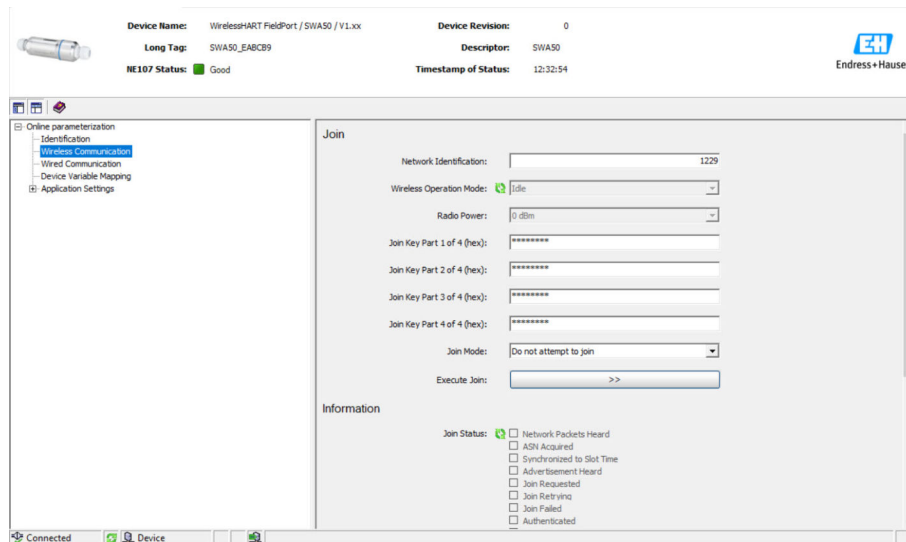 Device Name: WirelessHART FieldPort / SWA50 / V1.xx Device Revision: 0
Long Tag: SWA50_EABCB9 Descriptor: SWA50
NE107 Status: Good Timestamp of Status: 12:32:54
EH
Endress+Hause
Online parameterization
Identification
Wireless Communication
Wired Communication
Device Variable Mapping
Application Settings
Join
Network Identification: 1229
Wireless Operation Mode: Idle
Radio Power: 0 dBm
Join Key Part 1 of 4 (hex): ********
Join Key Part 2 of 4 (hex): ********
Join Key Part 3 of 4 (hex): ********
Join Key Part 4 of 4 (hex): ********
Join Mode: Do not attempt to join
Execute Join: >>
Information
Join Status: Network Packets Heard
ASN Acquired
Synchronized to Slot Time
Advertisement Heard
Join Requested
Join Retrying
Join Failed
Authenticated
Connected Device